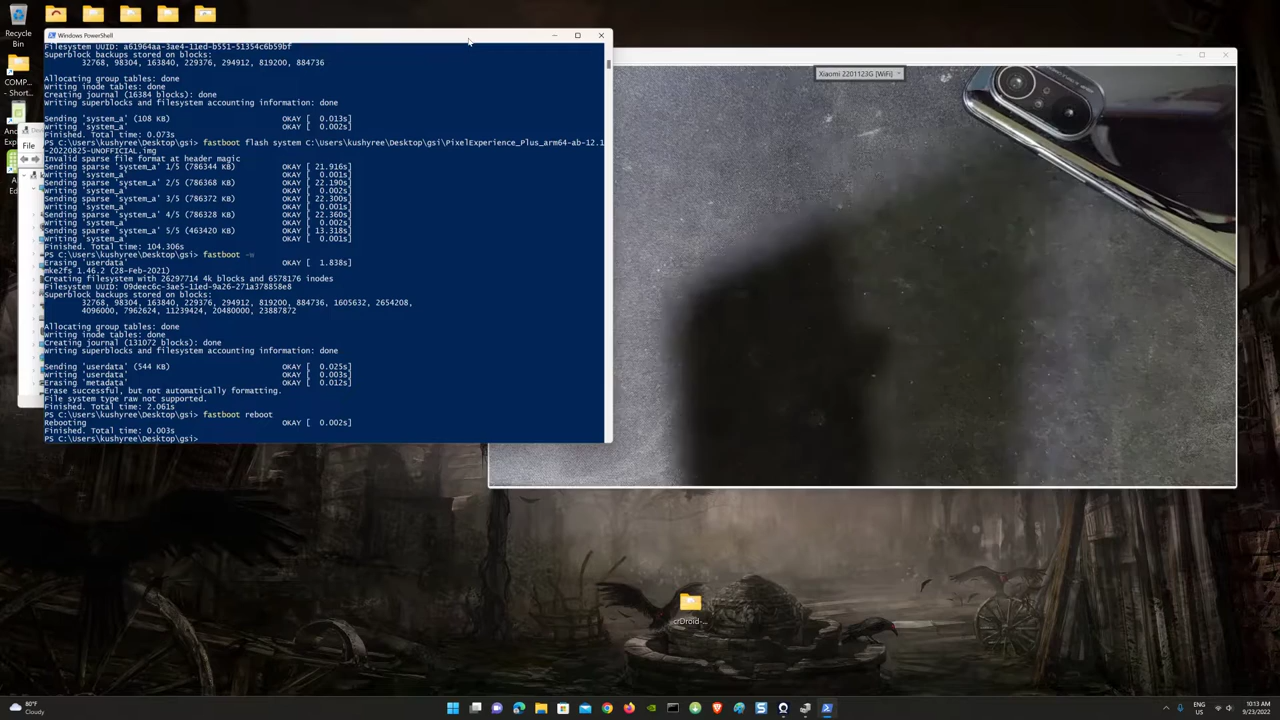 Recycle
Bin
COMP...
- Short...
File
Windows PowerShell
Filesystem UUID: a61964aa-3ae4-11ed-b551-51354c6b59bf
Superblock backups stored on blocks:
32768, 98304, 163840, 229376, 294912, 819200, 884736
Allocating group tables: done
Writing inode tables: done
Creating journal (16384 blocks): done
Writing superblocks and filesystem accounting information: done
Sending 'system_a' (108 KB) OKAY [ 0.013s]
Writing 'system_a' OKAY [ 0.002s]
Finished. Total time: 0.073s
PS C:\Users\kushyree\Desktop\gsi> fastboot flash system C:\Users\kushyree\Desktop\gsi\PixelExperience_Plus_arm64-ab-12.1
-20220825-UNOFFICIAL.img
Invalid sparse file format at header magic
Sending sparse 'system_a' 1/5 (786344 KB) OKAY [ 21.916s]
Writing 'system_a' OKAY [ 0.001s]
Sending sparse 'system_a' 2/5 (786368 KB) OKAY [ 22.190s]
Writing 'system_a' OKAY [ 0.002s]
Sending sparse 'system_a' 3/5 (786372 KB) OKAY [ 22.300s]
Writing 'system_a' OKAY [ 0.001s]
Sending sparse 'system_a' 4/5 (786328 KB) OKAY [ 22.360s]
Writing 'system_a' OKAY [ 0.002s]
Sending sparse 'system_a' 5/5 (463420 KB) OKAY [ 13.318s]
Writing 'system_a' OKAY [ 0.001s]
Finished. Total time: 104.306s
PS C:\Users\kushyree\Desktop\gsi> fastboot -w
Erasing 'userdata' OKAY [ 1.838s]
mke2fs 1.46.2 (28-Feb-2021)
Creating filesystem with 26297714 4k blocks and 6578176 inodes
Filesystem UUID: 09deec6c-3ae5-11ed-9a26-271a378858e8
Superblock backups stored on blocks:
32768, 98304, 163840, 229376, 294912, 819200, 884736, 1605632, 2654208,
4096000, 7962624, 11239424, 20480000, 23887872
Allocating group tables: done
Writing inode tables: done
Creating journal (131072 blocks): done
Writing superblocks and filesystem accounting information: done
Sending 'userdata' (544 KB) OKAY [ 0.025s]
Writing 'userdata' OKAY [ 0.003s]
Erasing 'metadata' OKAY [ 0.012s]
Erase successful, but not automatically formatting.
File system type raw not supported.
Finished. Total time: 2.061s
PS C:\Users\kushyree\Desktop\gsi> fastboot reboot
Rebooting OKAY [ 0.002s]
Finished. Total time: 0.003s
PS C:\Users\kushyree\Desktop\gsi>
Xiaomi 2201123G [WiFi]
crDroid-...
80°F
Cloudy
ENG
US
10:13 AM
9/23/2022